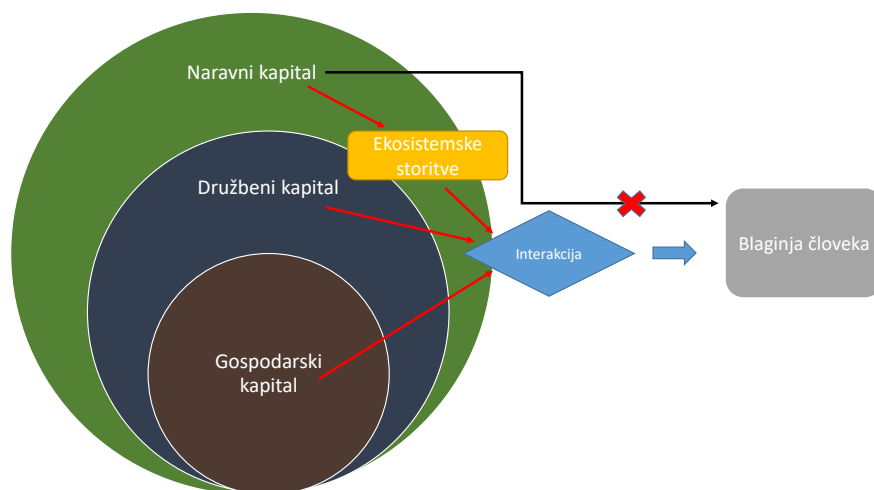 Naravni kapital
Ekosistemske
storitve
Družbeni kapital
Interakcija
Blaginja človeka
Gospodarski
kapital